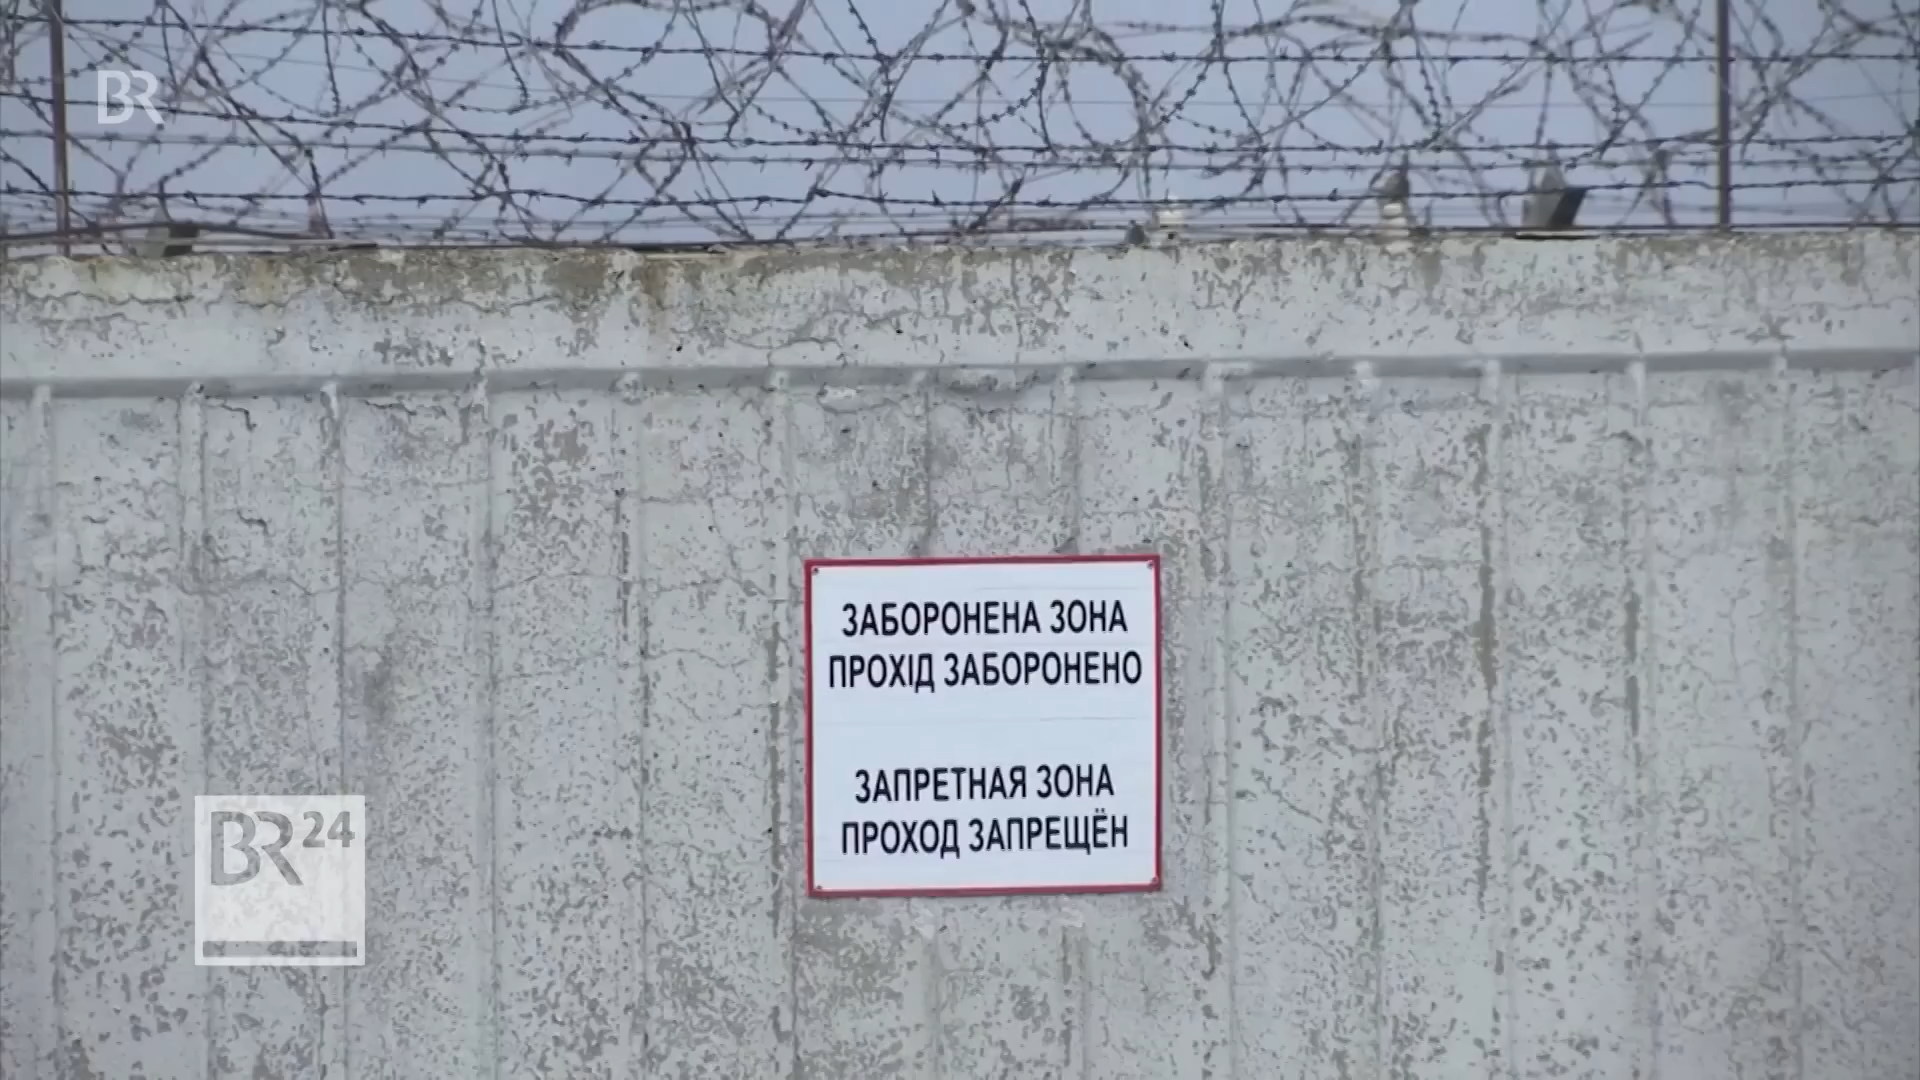 BR
ЗАБОРОНЕНА ЗОНА
ПРОХІД ЗАБОРОНЕНО
ЗАПРЕТНАЯ ЗОНА
ПРОХОД ЗАПРЕЩЁН
BR24